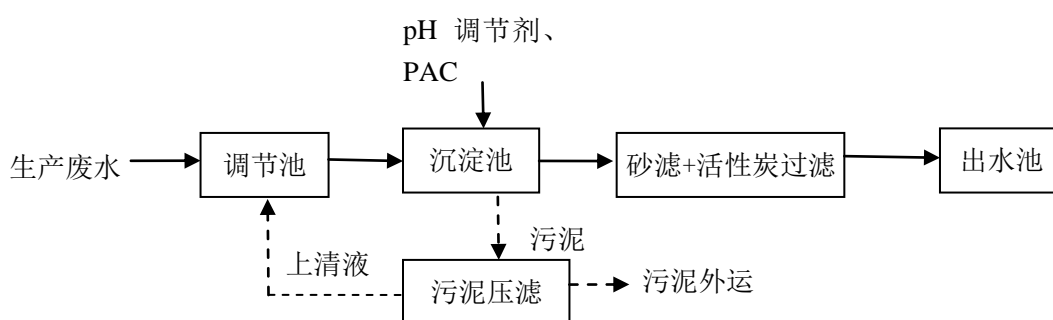 pH 调节剂、
PAC
生产废水
调节池
沉淀池
砂滤+活性炭过滤
出水池
上清液
污泥
污泥压滤
污泥外运